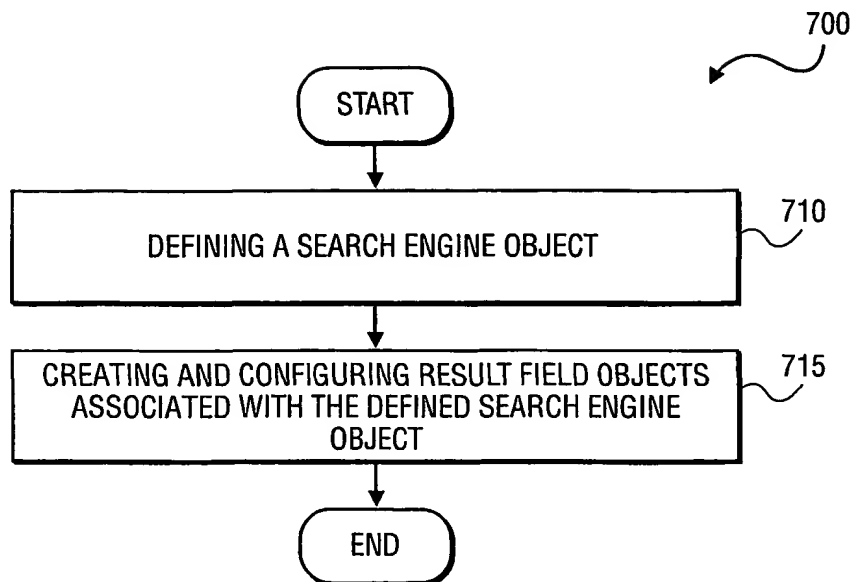 700
START
DEFINING A SEARCH ENGINE OBJECT
710
CREATING AND CONFIGURING RESULT FIELD OBJECTS
ASSOCIATED WITH THE DEFINED SEARCH ENGINE
OBJECT
715
END